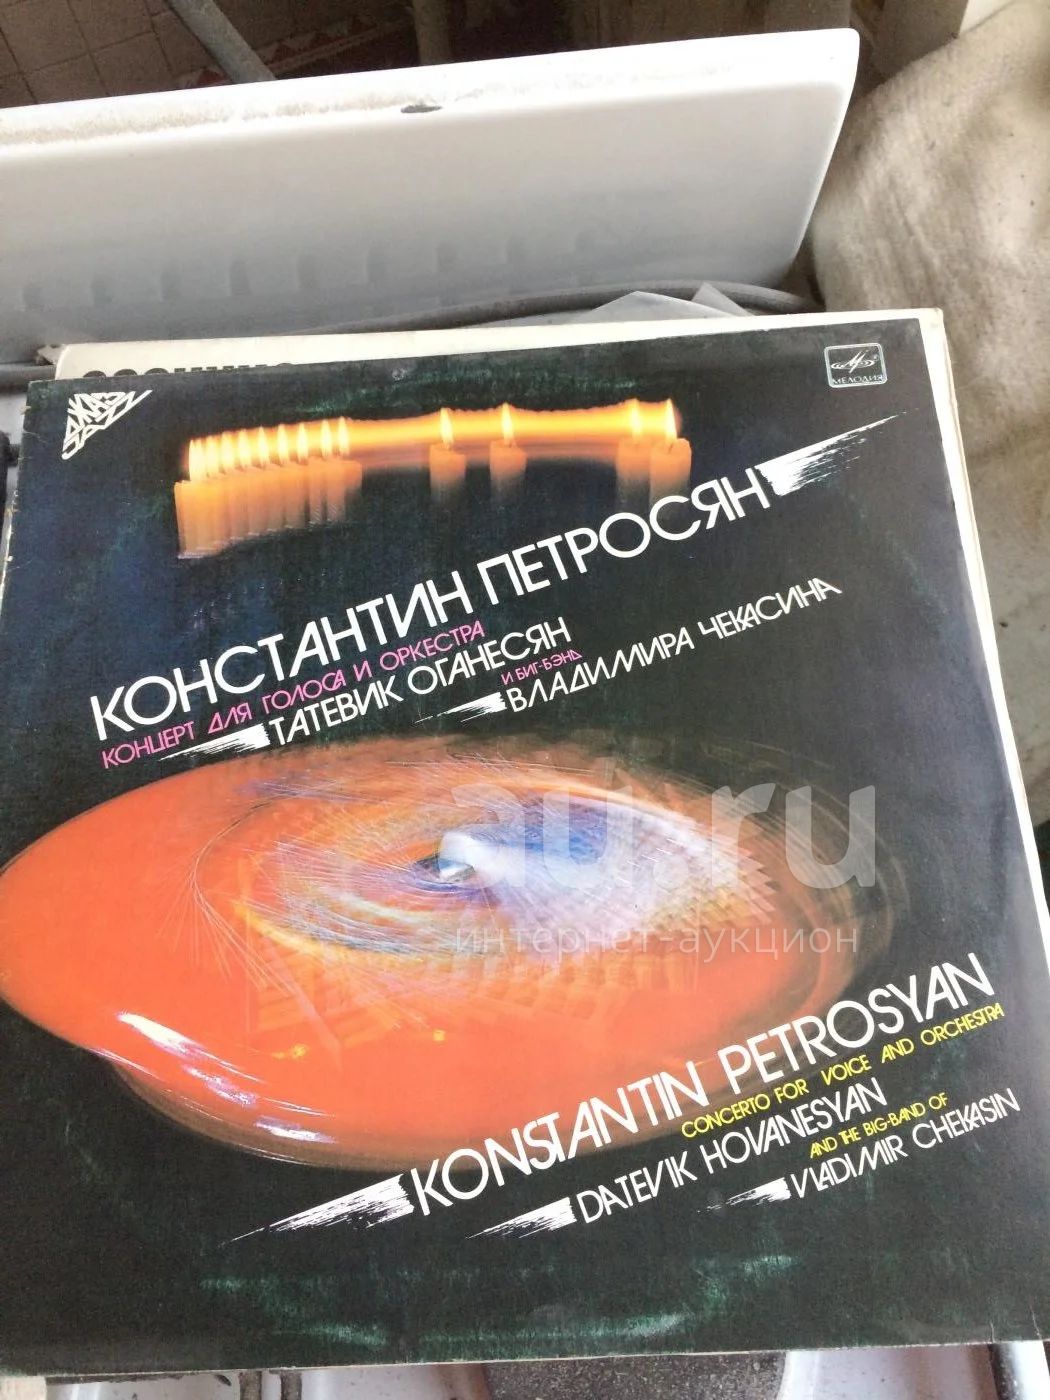 МЕЛОДИЯ
ДЖАЗ
КОНСТАНТИН ПЕТРОСЯН
КОНЦЕРТ ДЛЯ ГОЛОСА И ОРКЕСТРА
ТАТЕВИК ОГАНЕСЯН
И БИГ-БЭНД
ВЛАДИМИРА ЧЕКАСИНА
au.ru
интернет-аукцион
KONSTANTIN PETROSYAN
CONCERTO FOR VOICE AND ORCHESTRA
DATEVIK HOVANESYAN
AND THE BIG-BAND OF
VLADIMIR CHEKASIN